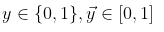 y ∈ {0, 1}, y⃗ ∈ [0, 1]